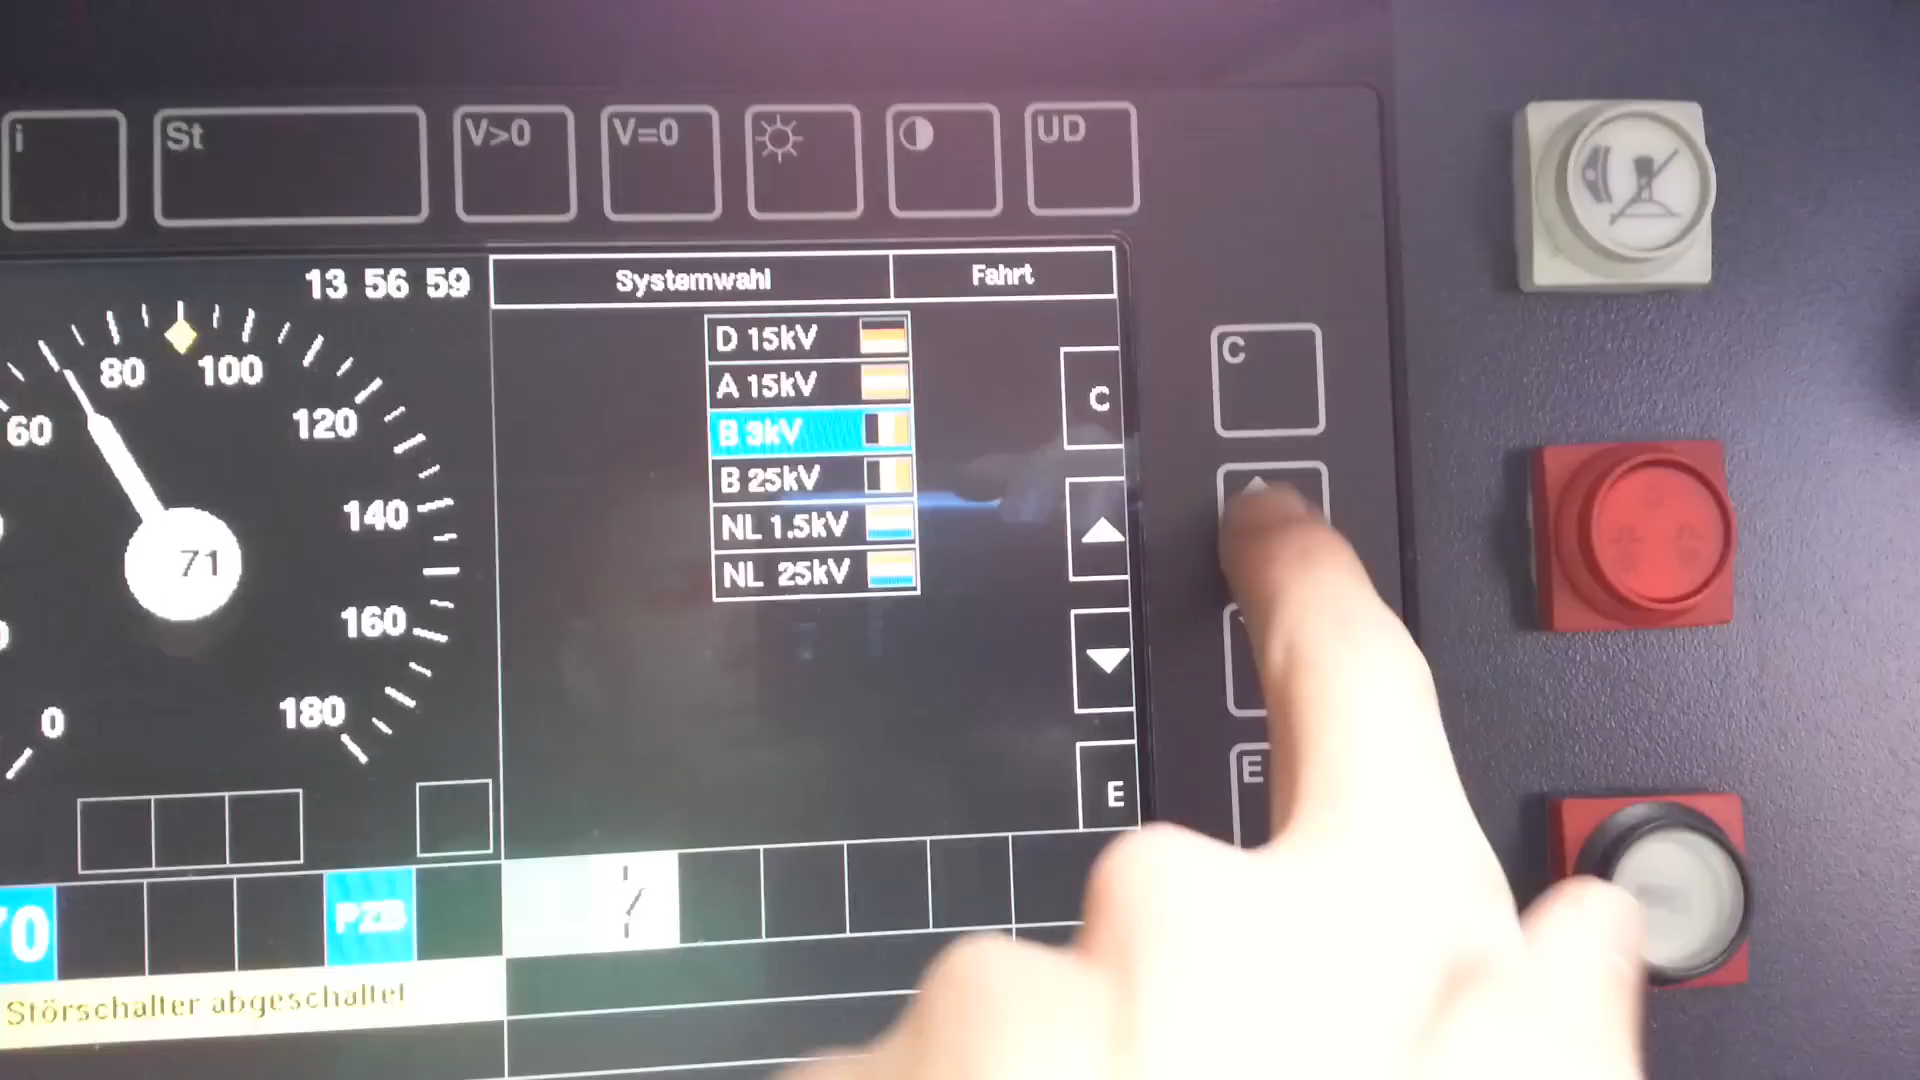 i
St
V>0
V=0
UD
13 56 59
Systemwahl
Fahrt
D 15kV
A 15kV
B 3kV
B 25kV
NL 1.5kV
NL 25kV
C
E
C
E
0
60
80
100
120
140
160
180
71
70
PZB
Störschalter abgeschaltet